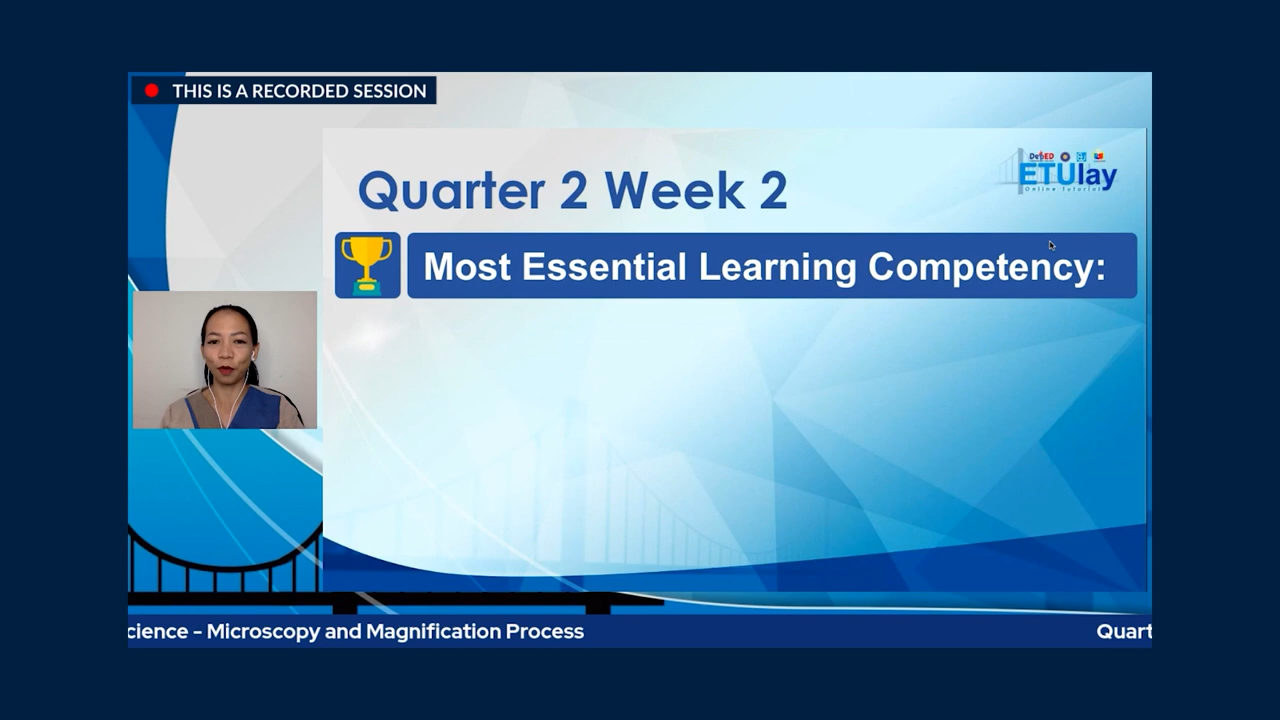 THIS IS A RECORDED SESSION
DepED
ETUlay
Online Tutorial
Quarter 2 Week 2
Most Essential Learning Competency:
cience - Microscopy and Magnification Process
Quart